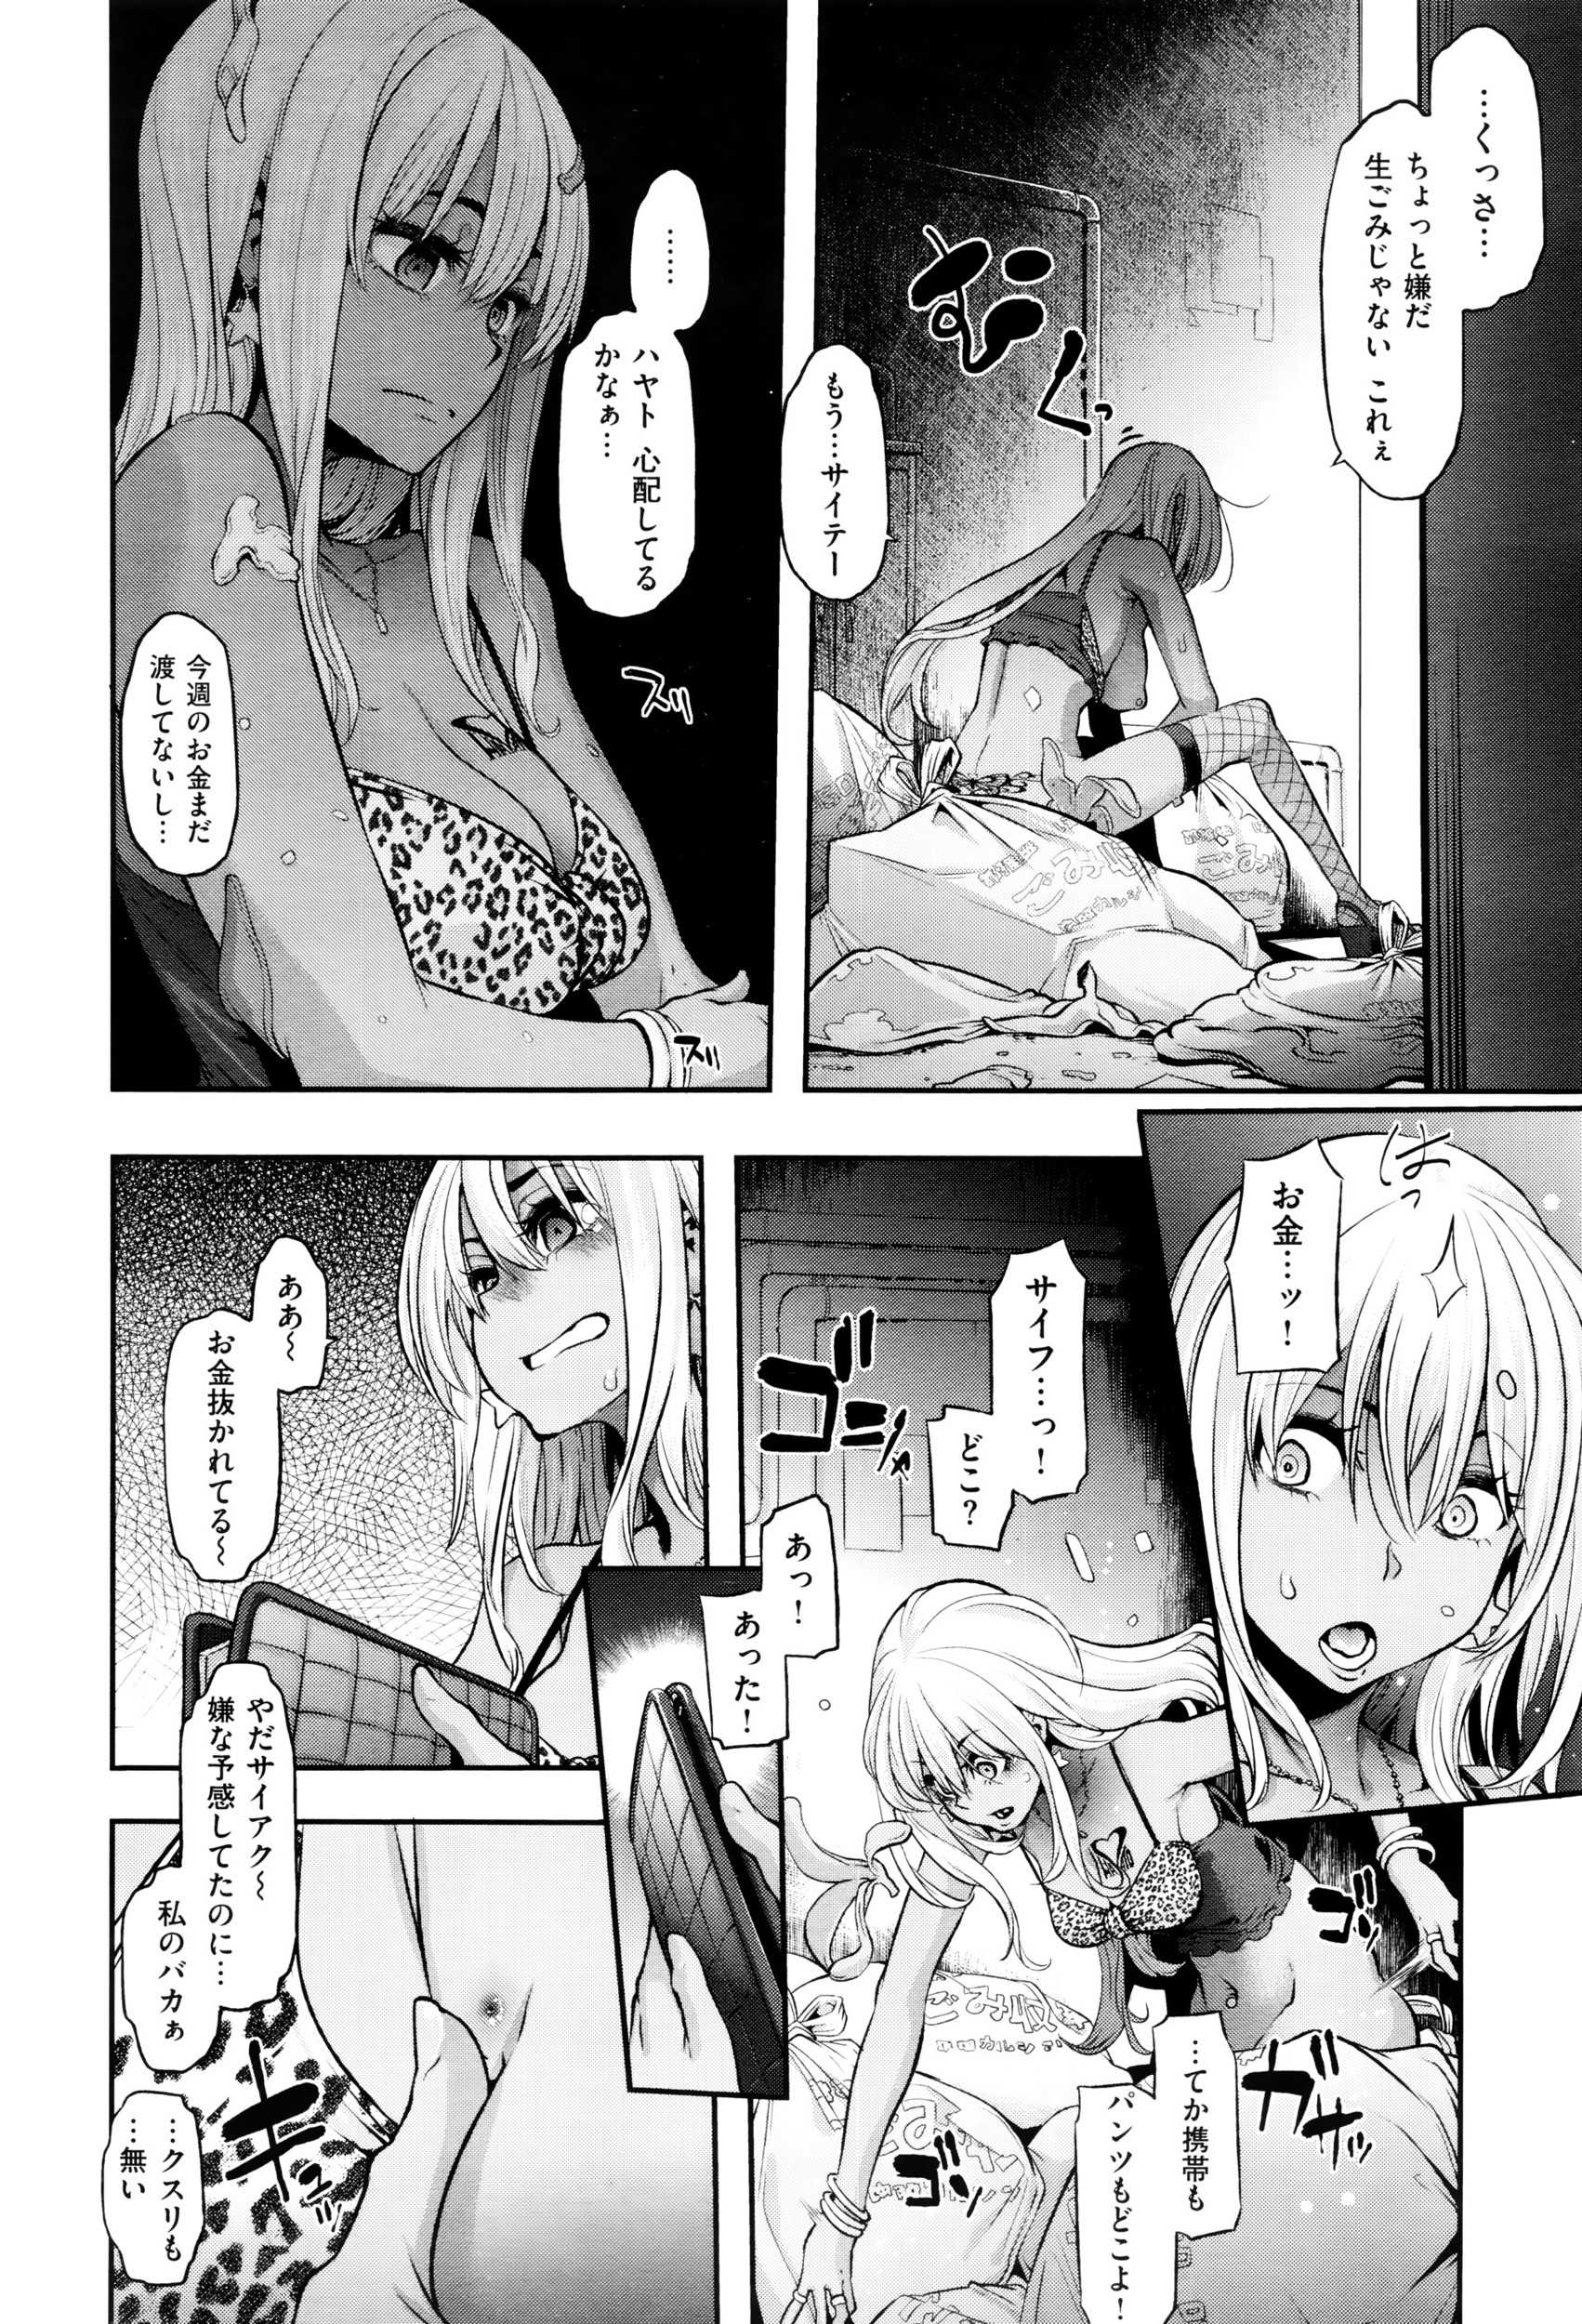 …くっさ…
ちょっと嫌だ
生ごみじゃない これぇ
むくっ
もう…サイテー
……
ハヤト 心配してる
かなぁ…
ズリ
今週のお金まだ
渡してないし…
ズリ
はっ
お金…ッ！
サイフ…っ！
どこ？
ゴジャ
あっ！
あった！
ゴソ
ガサッ
ゴソ
…てか携帯も
パンツもどこよ！
ごみ収
ああ〜
お金抜かれてる〜
やだサイアク〜
嫌な予感してたのに…
私のバカぁ
ギュッ
…クスリも
…無い